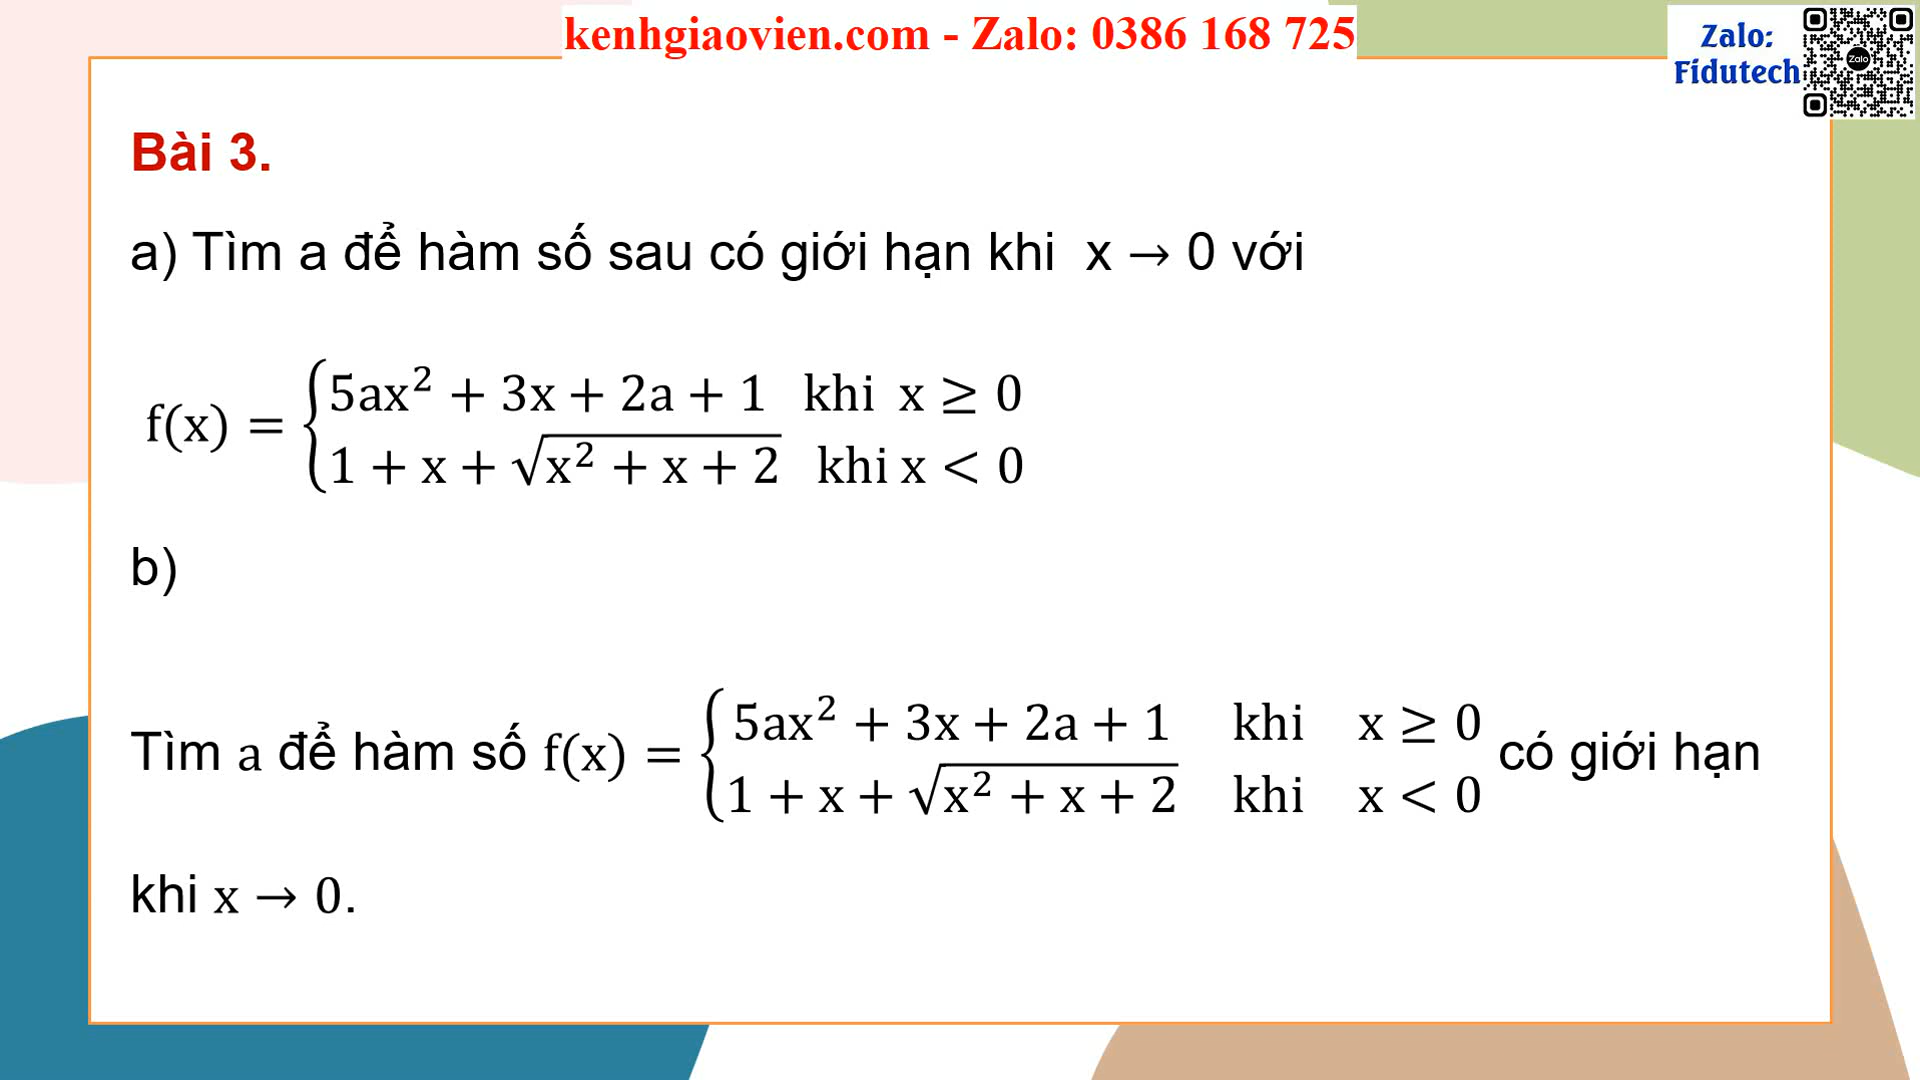 kenhgiaovien.com - Zalo: 0386 168 725
Zalo:
Fidutech
Zalo
Bài 3.
a) Tìm a để hàm số sau có giới hạn khi x → 0 với
f(x) = {5ax² + 3x + 2a + 1 khi x ≥ 0
1 + x + √(x² + x + 2) khi x < 0
b)
Tìm a để hàm số f(x) = {5ax² + 3x + 2a + 1 khi x ≥ 0
1 + x + √(x² + x + 2) khi x < 0 có giới hạn
khi x → 0.